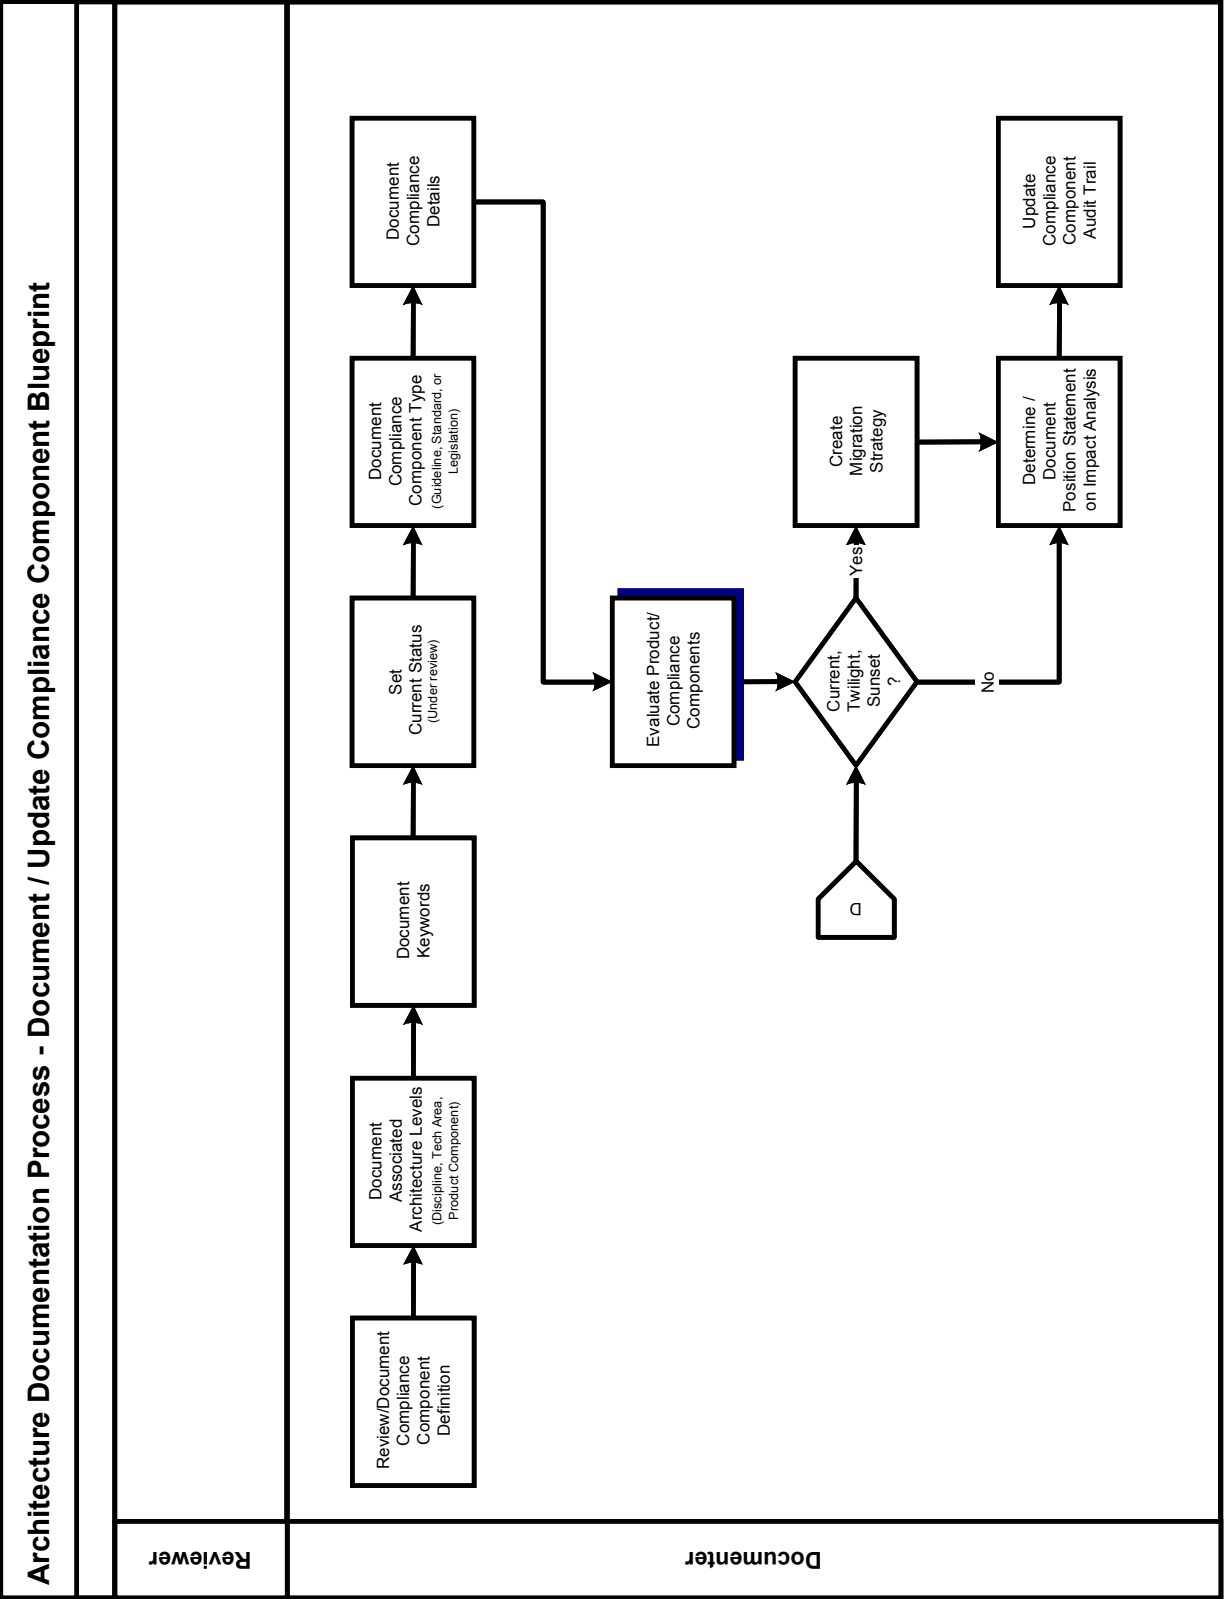 Architecture Documentation Process - Document / Update Compliance Component Blueprint
Reviewer
Documenter
Review/Document
Compliance
Component
Definition
Document
Associated
Architecture Levels
(Discipline, Tech Area,
Product Component)
Document
Keywords
Set
Current Status
(Under review)
Document
Compliance
Component Type
(Guideline, Standard, or
Legislation)
Document
Compliance
Details
Evaluate Product/
Compliance
Components
D
Current,
Twilight,
Sunset
?
Yes
No
Create
Migration
Strategy
Determine /
Document
Position Statement
on Impact Analysis
Update
Compliance
Component
Audit Trail